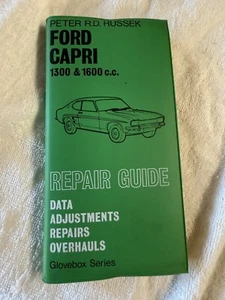 PETER R.D. HUSSEK
FORD
CAPRI
1300 & 1600 c.c.
REPAIR GUIDE
DATA
ADJUSTMENTS
REPAIRS
OVERHAULS
Glovebox Series